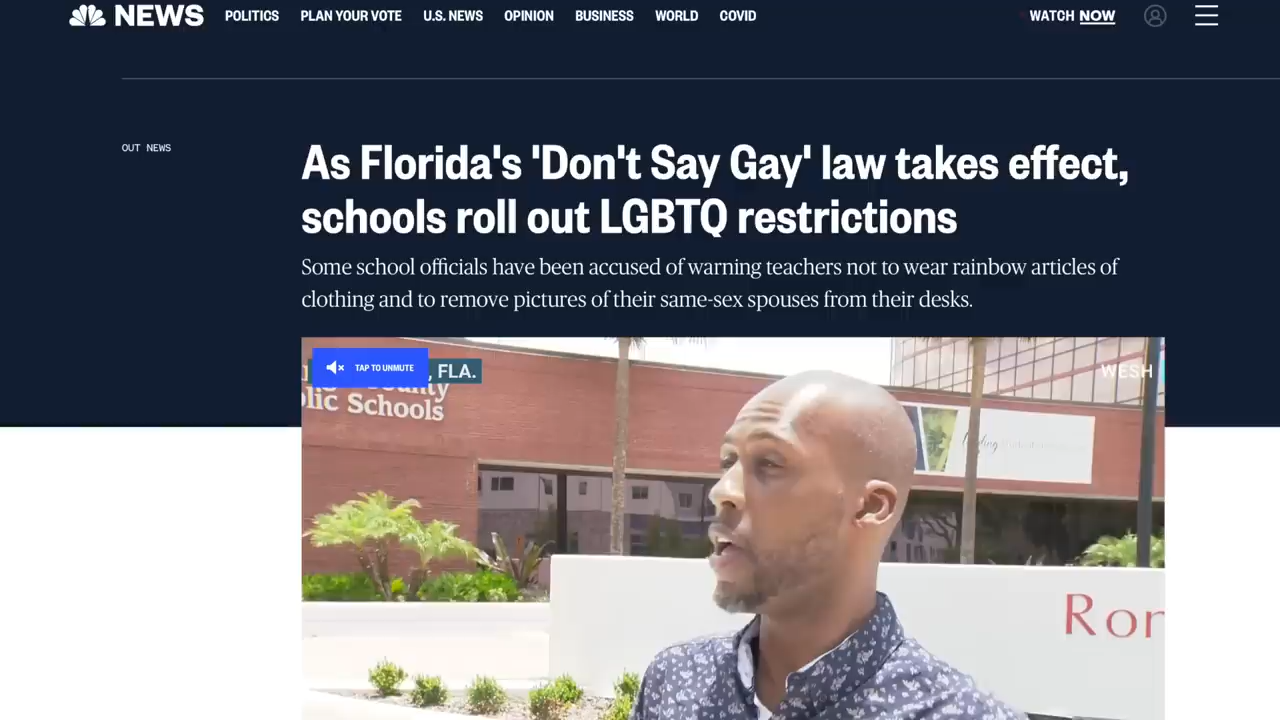 NEWS POLITICS PLAN YOUR VOTE U.S. NEWS OPINION BUSINESS WORLD COVID WATCH NOW
OUT NEWS
As Florida's 'Don't Say Gay' law takes effect,
schools roll out LGBTQ restrictions
Some school officials have been accused of warning teachers not to wear rainbow articles of
clothing and to remove pictures of their same-sex spouses from their desks.
TAP TO UNMUTE
, FLA.
WESH
lic Schools
Ror